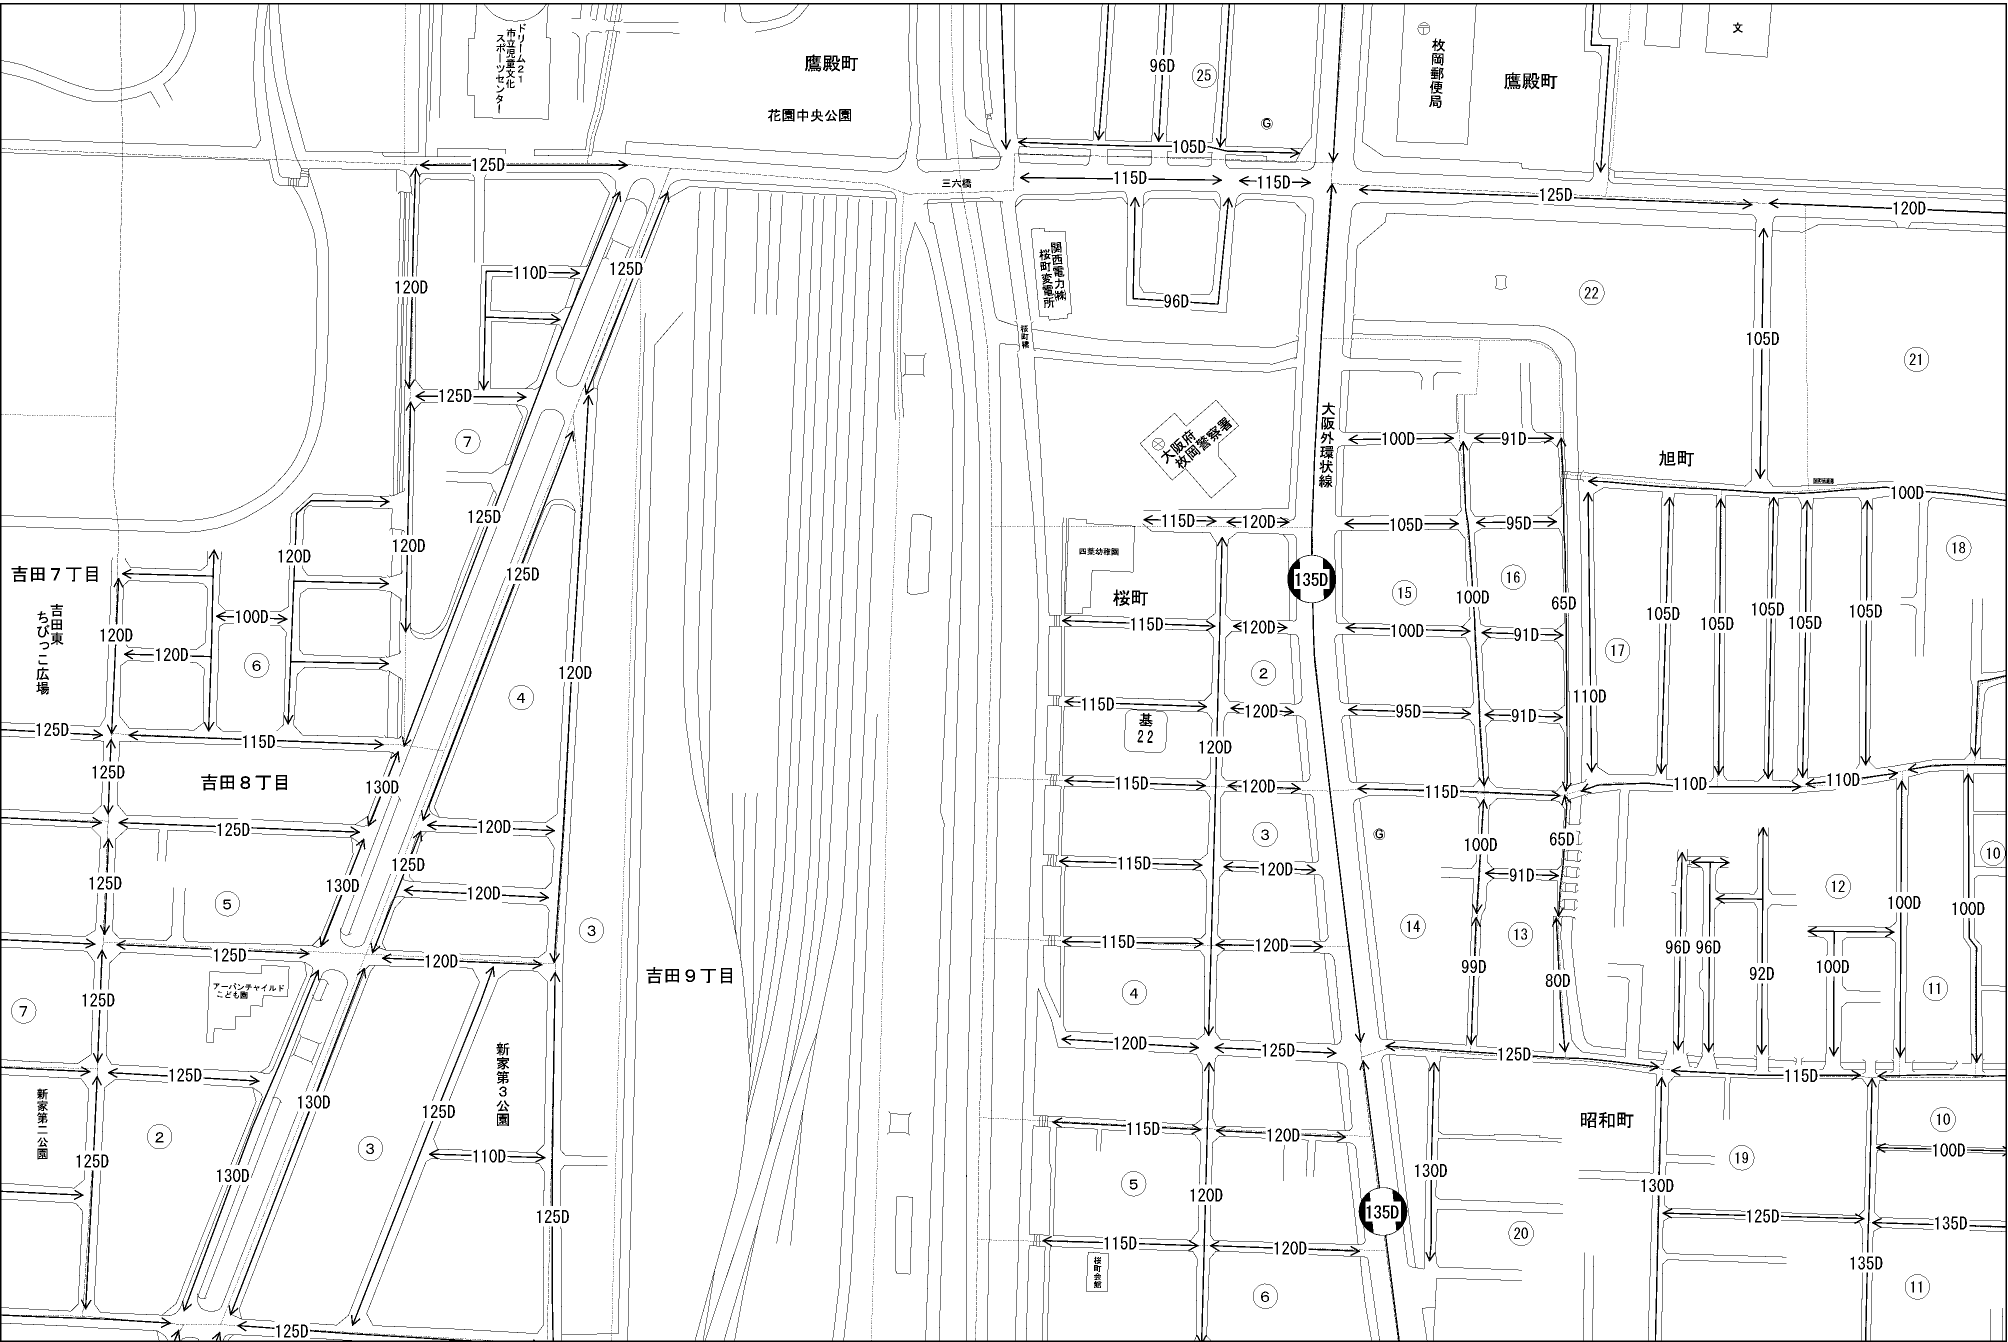 ドリーム21
市立児童文化
スポーツセンター
鷹殿町
花園中央公園
96D
25
G
枚岡郵便局
鷹殿町
文
125D
105D
三六橋
115D
115D
125D
120D
125D
120D
110D
関西電力㈱
桜町変電所
96D
22
105D
21
桜町橋
125D
7
大阪府
枚岡警察署
大阪外環状線
100D
91D
旭町
100D
125D
120D
120D
115D
120D
105D
95D
18
四葉幼稚園
135D
吉田7丁目
吉田東
ちびっこ広場
125D
桜町
15
16
100D
65D
105D
105D
105D
105D
105D
100D
120D
115D
120D
100D
91D
120D
6
17
120D
4
2
115D
120D
95D
91D
110D
基
22
125D
115D
120D
125D
吉田8丁目
130D
115D
120D
115D
110D
110D
125D
120D
3
G
100D
65D
125D
115D
120D
91D
10
125D
130D
120D
12
5
3
100D
100D
14
13
125D
120D
115D
120D
96D
96D
99D
80D
92D
100D
11
吉田9丁目
アーバンチャイルド
こども園
7
125D
4
120D
125D
125D
新家第3公園
125D
115D
130D
125D
昭和町
10
新家第二公園
2
3
115D
120D
100D
110D
19
125D
130D
5
130D
130D
120D
125D
135D
125D
135D
20
115D
120D
桜町会館
135D
6
11
125D